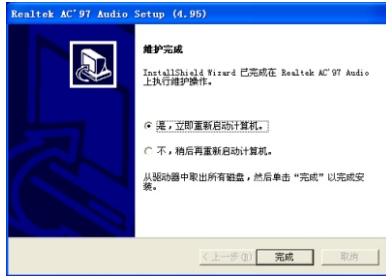 Realtek AC'97 Audio Setup (4.95)
维护完成
InstallShield Wizard 已完成在 Realtek AC'97 Audio
上执行维护操作。
是，立即重新启动计算机。
不，稍后再重新启动计算机。
从驱动器中取出所有磁盘，然后单击“完成”以完成安
装。
<上一步(B) 完成 取消